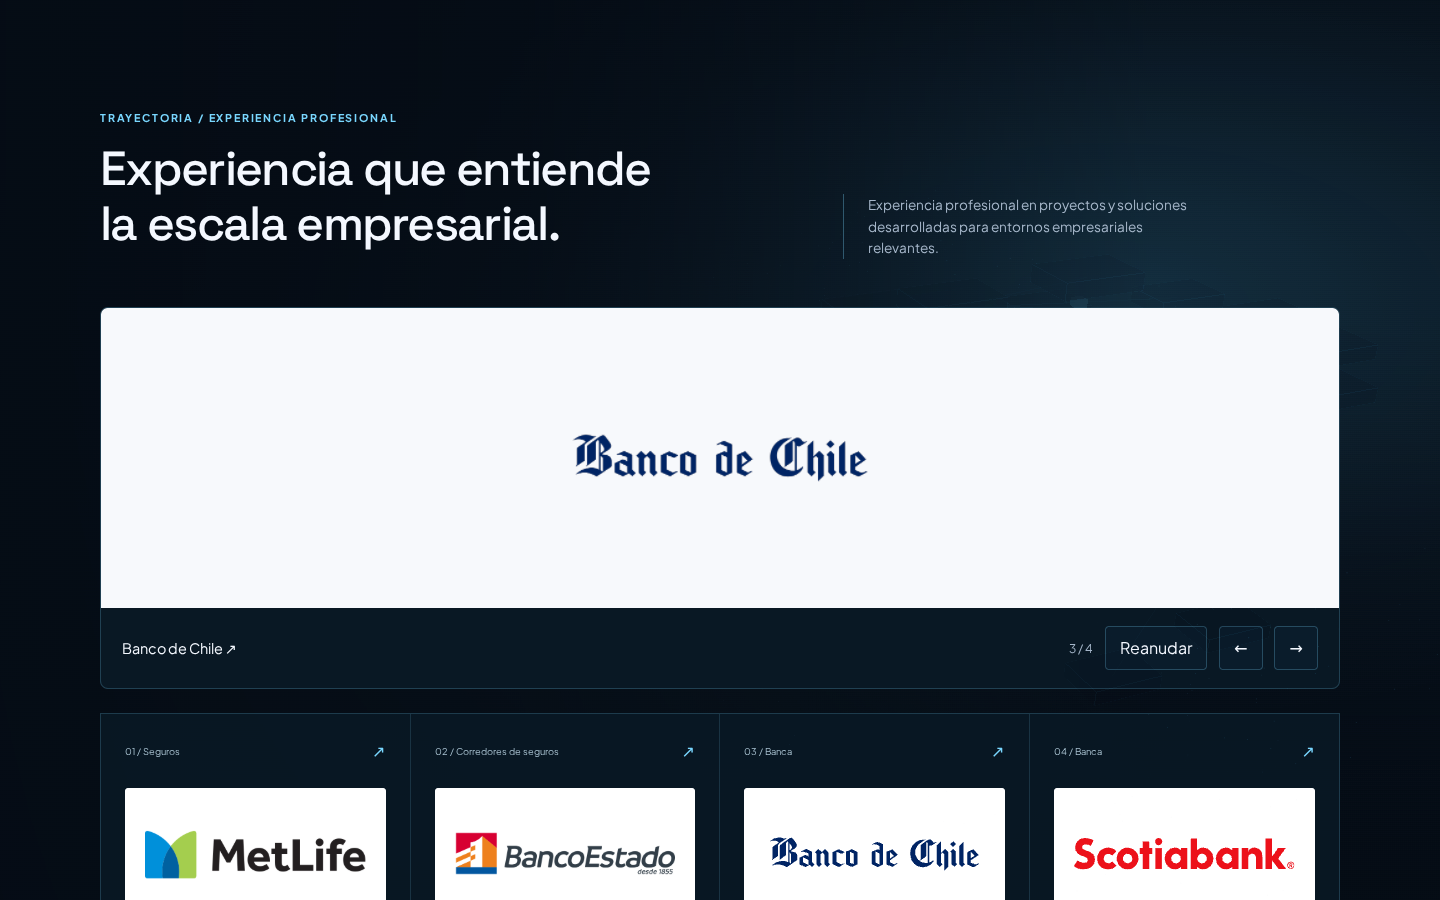 TRAYECTORIA / EXPERIENCIA PROFESIONAL
Experiencia que entiende
la escala empresarial.
Experiencia profesional en proyectos y soluciones
desarrolladas para entornos empresariales
relevantes.
Banco de Chile
Banco de Chile ↗
3 / 4
Reanudar
←
→
01 / Seguros
↗
02 / Corredores de seguros
↗
03 / Banca
↗
04 / Banca
↗
MetLife
BancoEstado
desde 1855
Banco de Chile
Scotiabank®